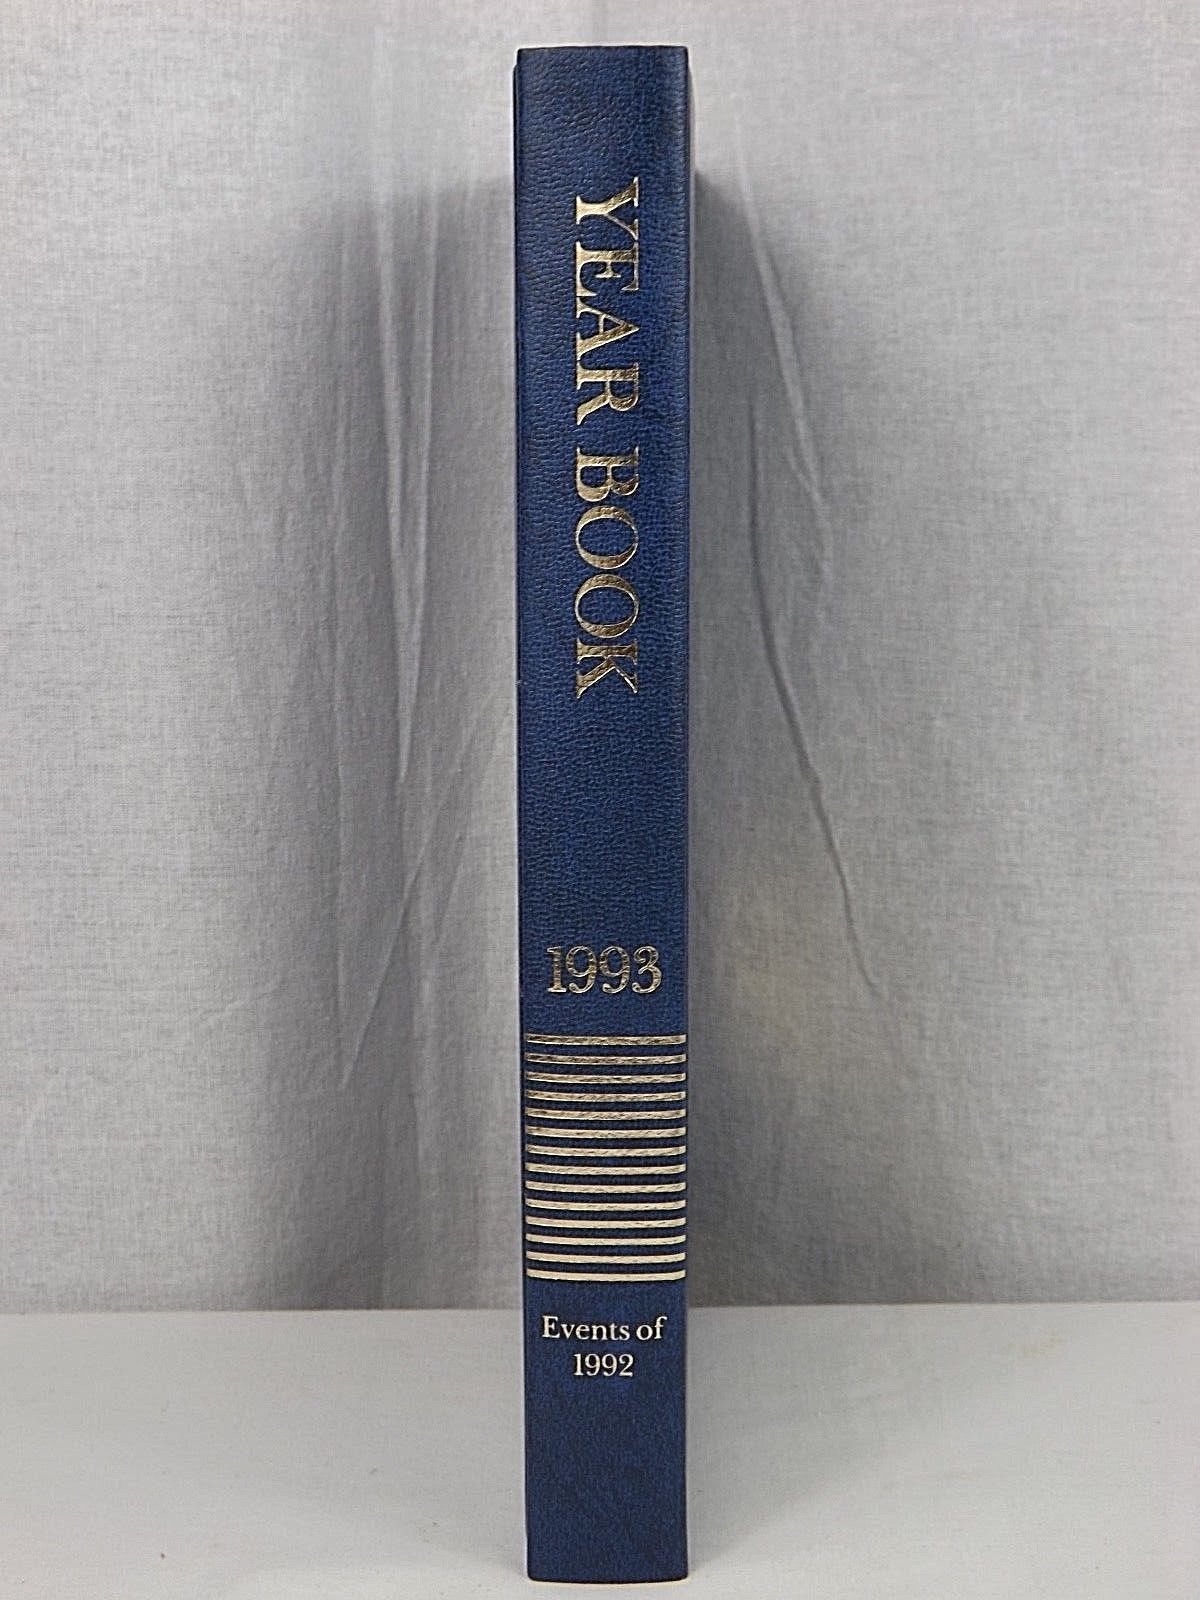 YEAR BOOK
1993
Events of
1992